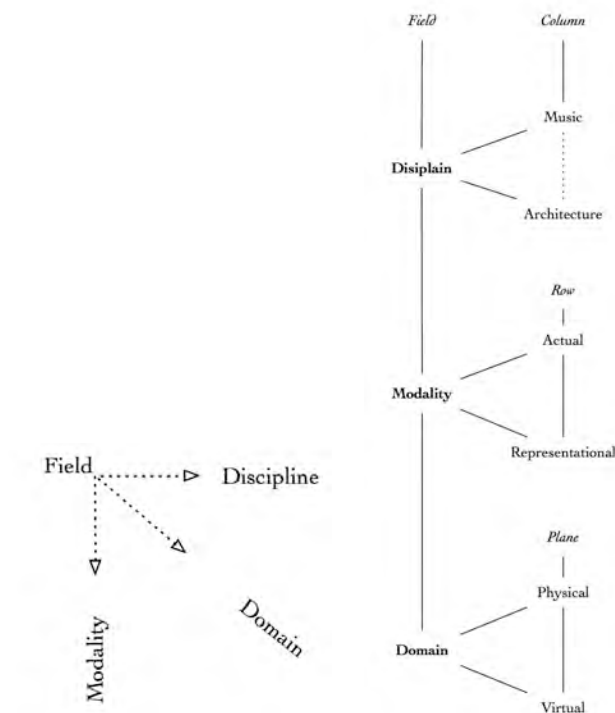 Field
Discipline
Modality
Domain
Field
Column
Music
Disiplain
Architecture
Row
Actual
Modality
Representational
Plane
Physical
Domain
Virtual